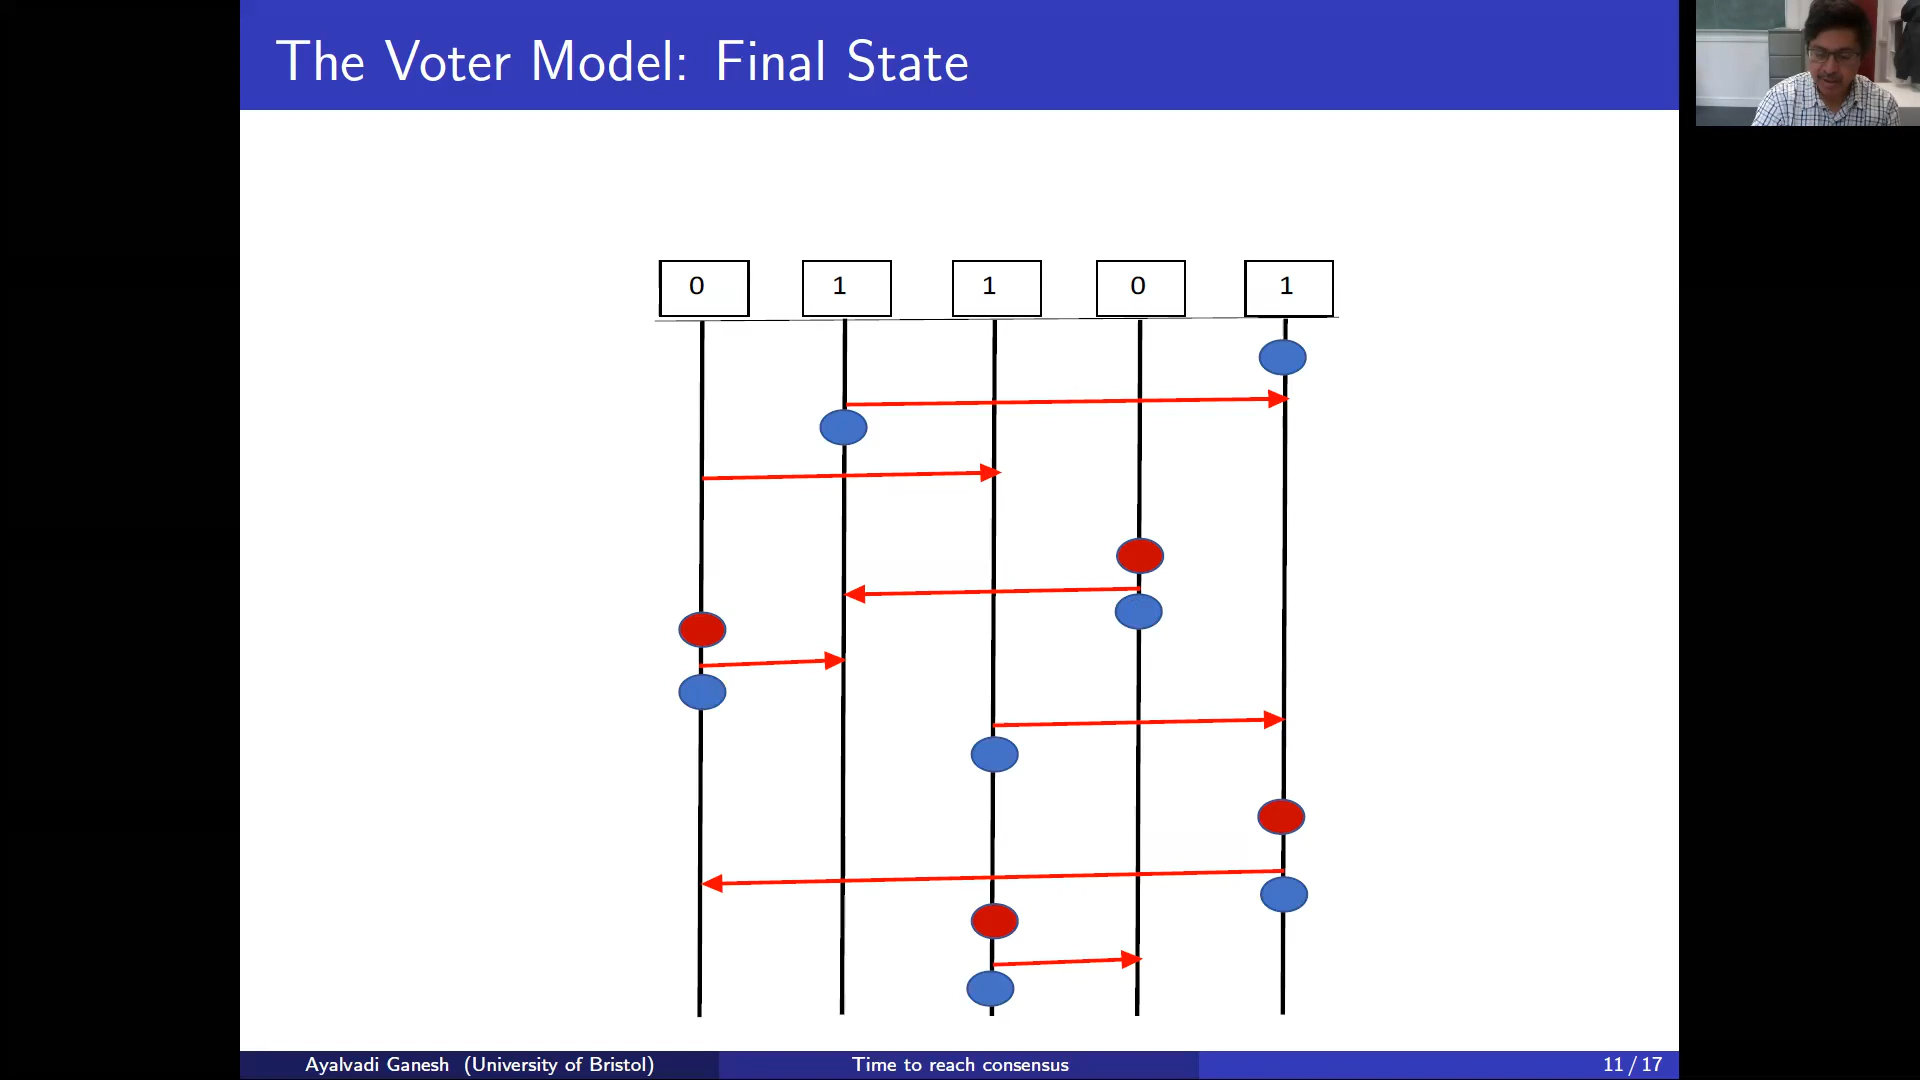 The Voter Model: Final State
0 1 1 0 1
Ayalvadi Ganesh (University of Bristol) Time to reach consensus 11 / 17